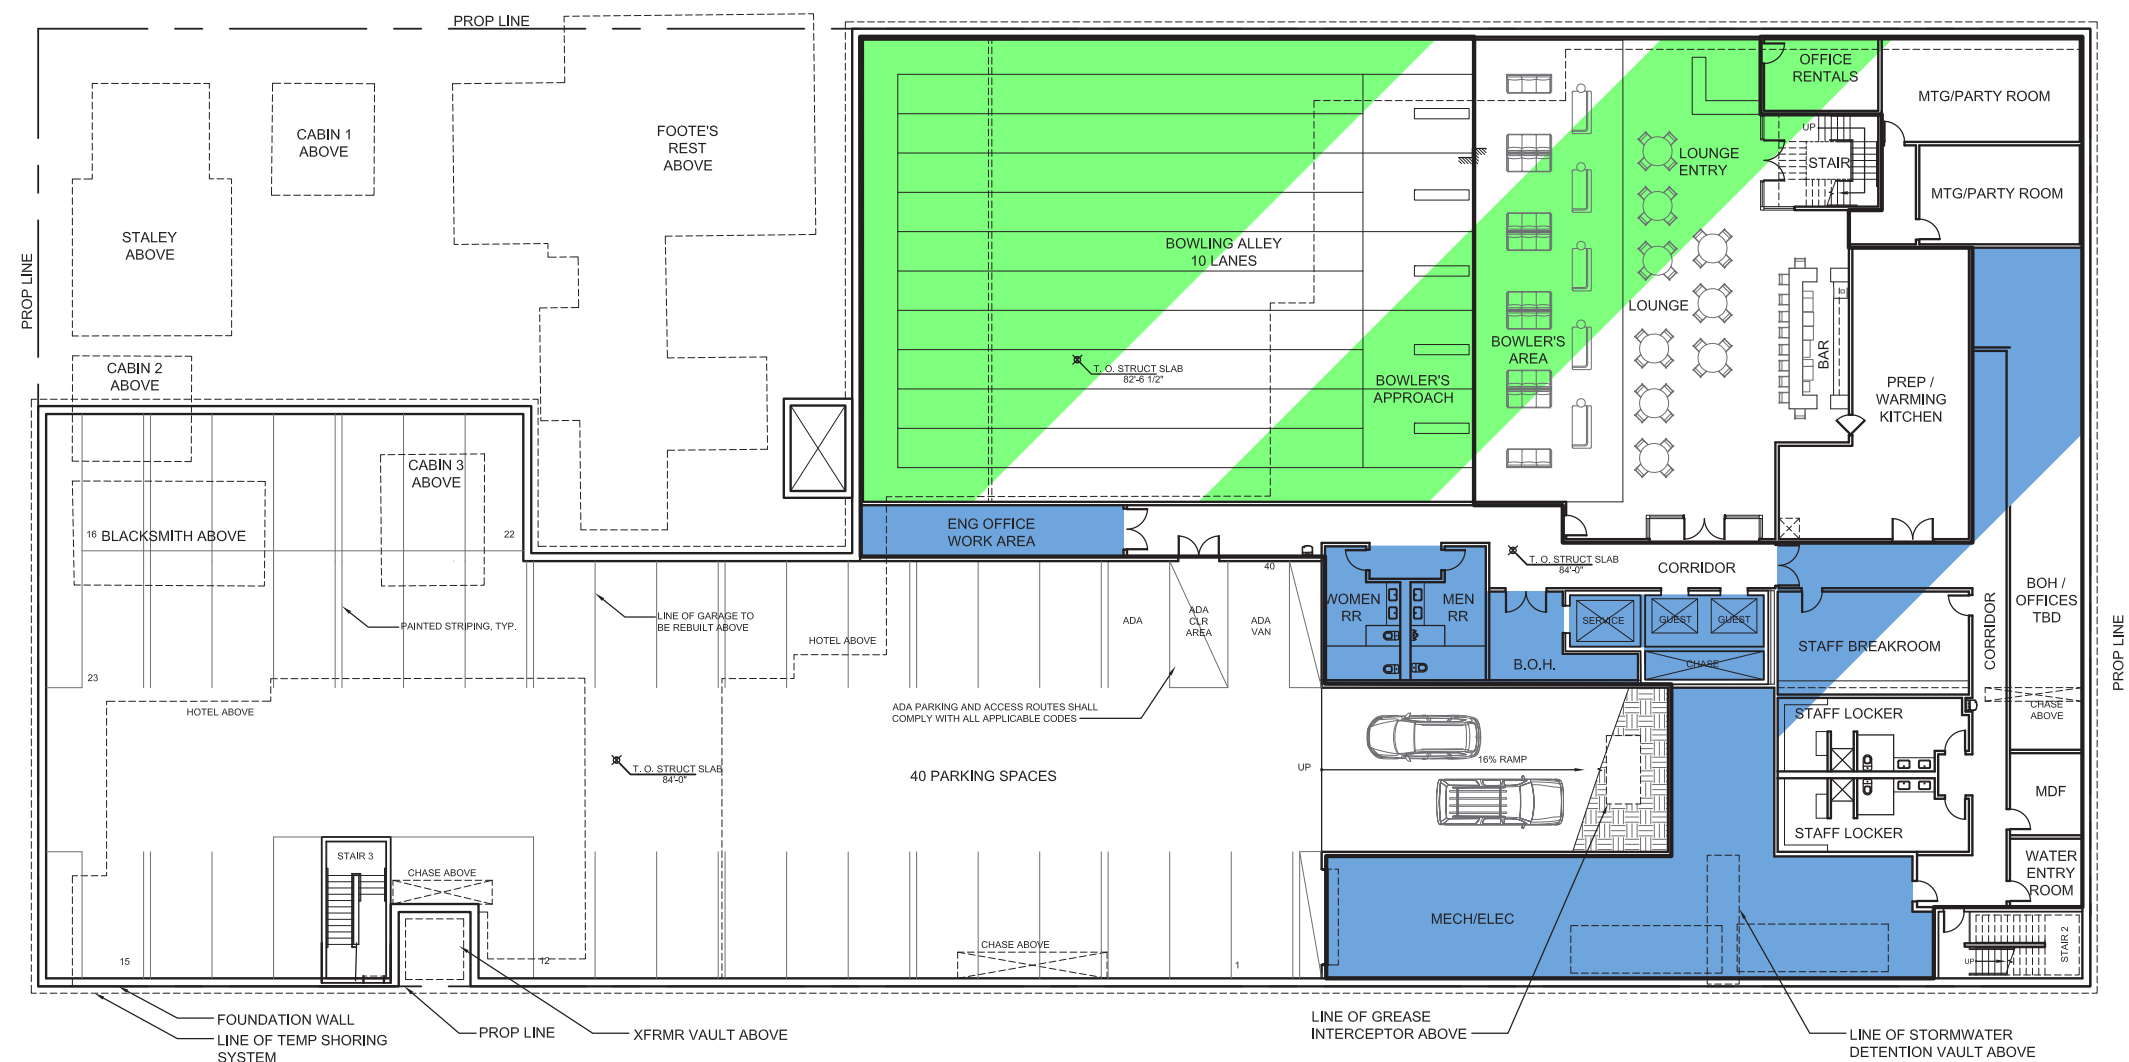 PROP LINE
OFFICE
RENTALS
MTG/PARTY ROOM
CABIN 1
ABOVE
FOOTE'S
REST
ABOVE
UP
LOUNGE
ENTRY
STAIR
MTG/PARTY ROOM
STALEY
ABOVE
BOWLING ALLEY
10 LANES
PROP LINE
LOUNGE
BOWLER'S
AREA
BAR
CABIN 2
ABOVE
T. O. STRUCT SLAB
82'-6 1/2"
BOWLER'S
APPROACH
PREP /
WARMING
KITCHEN
CABIN 3
ABOVE
16
BLACKSMITH ABOVE
22
ENG OFFICE
WORK AREA
T. O. STRUCT SLAB
84'-0"
CORRIDOR
40
BOH /
OFFICES
TBD
PAINTED STRIPING, TYP.
LINE OF GARAGE TO
BE REBUILT ABOVE
HOTEL ABOVE
ADA
ADA
CLR
AREA
ADA
VAN
WOMEN
RR
MEN
RR
SERVICE
GUEST
GUEST
CORRIDOR
STAFF BREAKROOM
PROP LINE
B.O.H.
CHASE
23
HOTEL ABOVE
ADA PARKING AND ACCESS ROUTES SHALL
COMPLY WITH ALL APPLICABLE CODES
STAFF LOCKER
CHASE
ABOVE
T. O. STRUCT SLAB
84'-0"
40 PARKING SPACES
UP
16% RAMP
MDF
STAFF LOCKER
STAIR 3
CHASE ABOVE
WATER
ENTRY
ROOM
MECH/ELEC
CHASE ABOVE
STAIR 2
UP
15
12
1
FOUNDATION WALL
LINE OF TEMP SHORING
SYSTEM
PROP LINE
XFRMR VAULT ABOVE
LINE OF GREASE
INTERCEPTOR ABOVE
LINE OF STORMWATER
DETENTION VAULT ABOVE